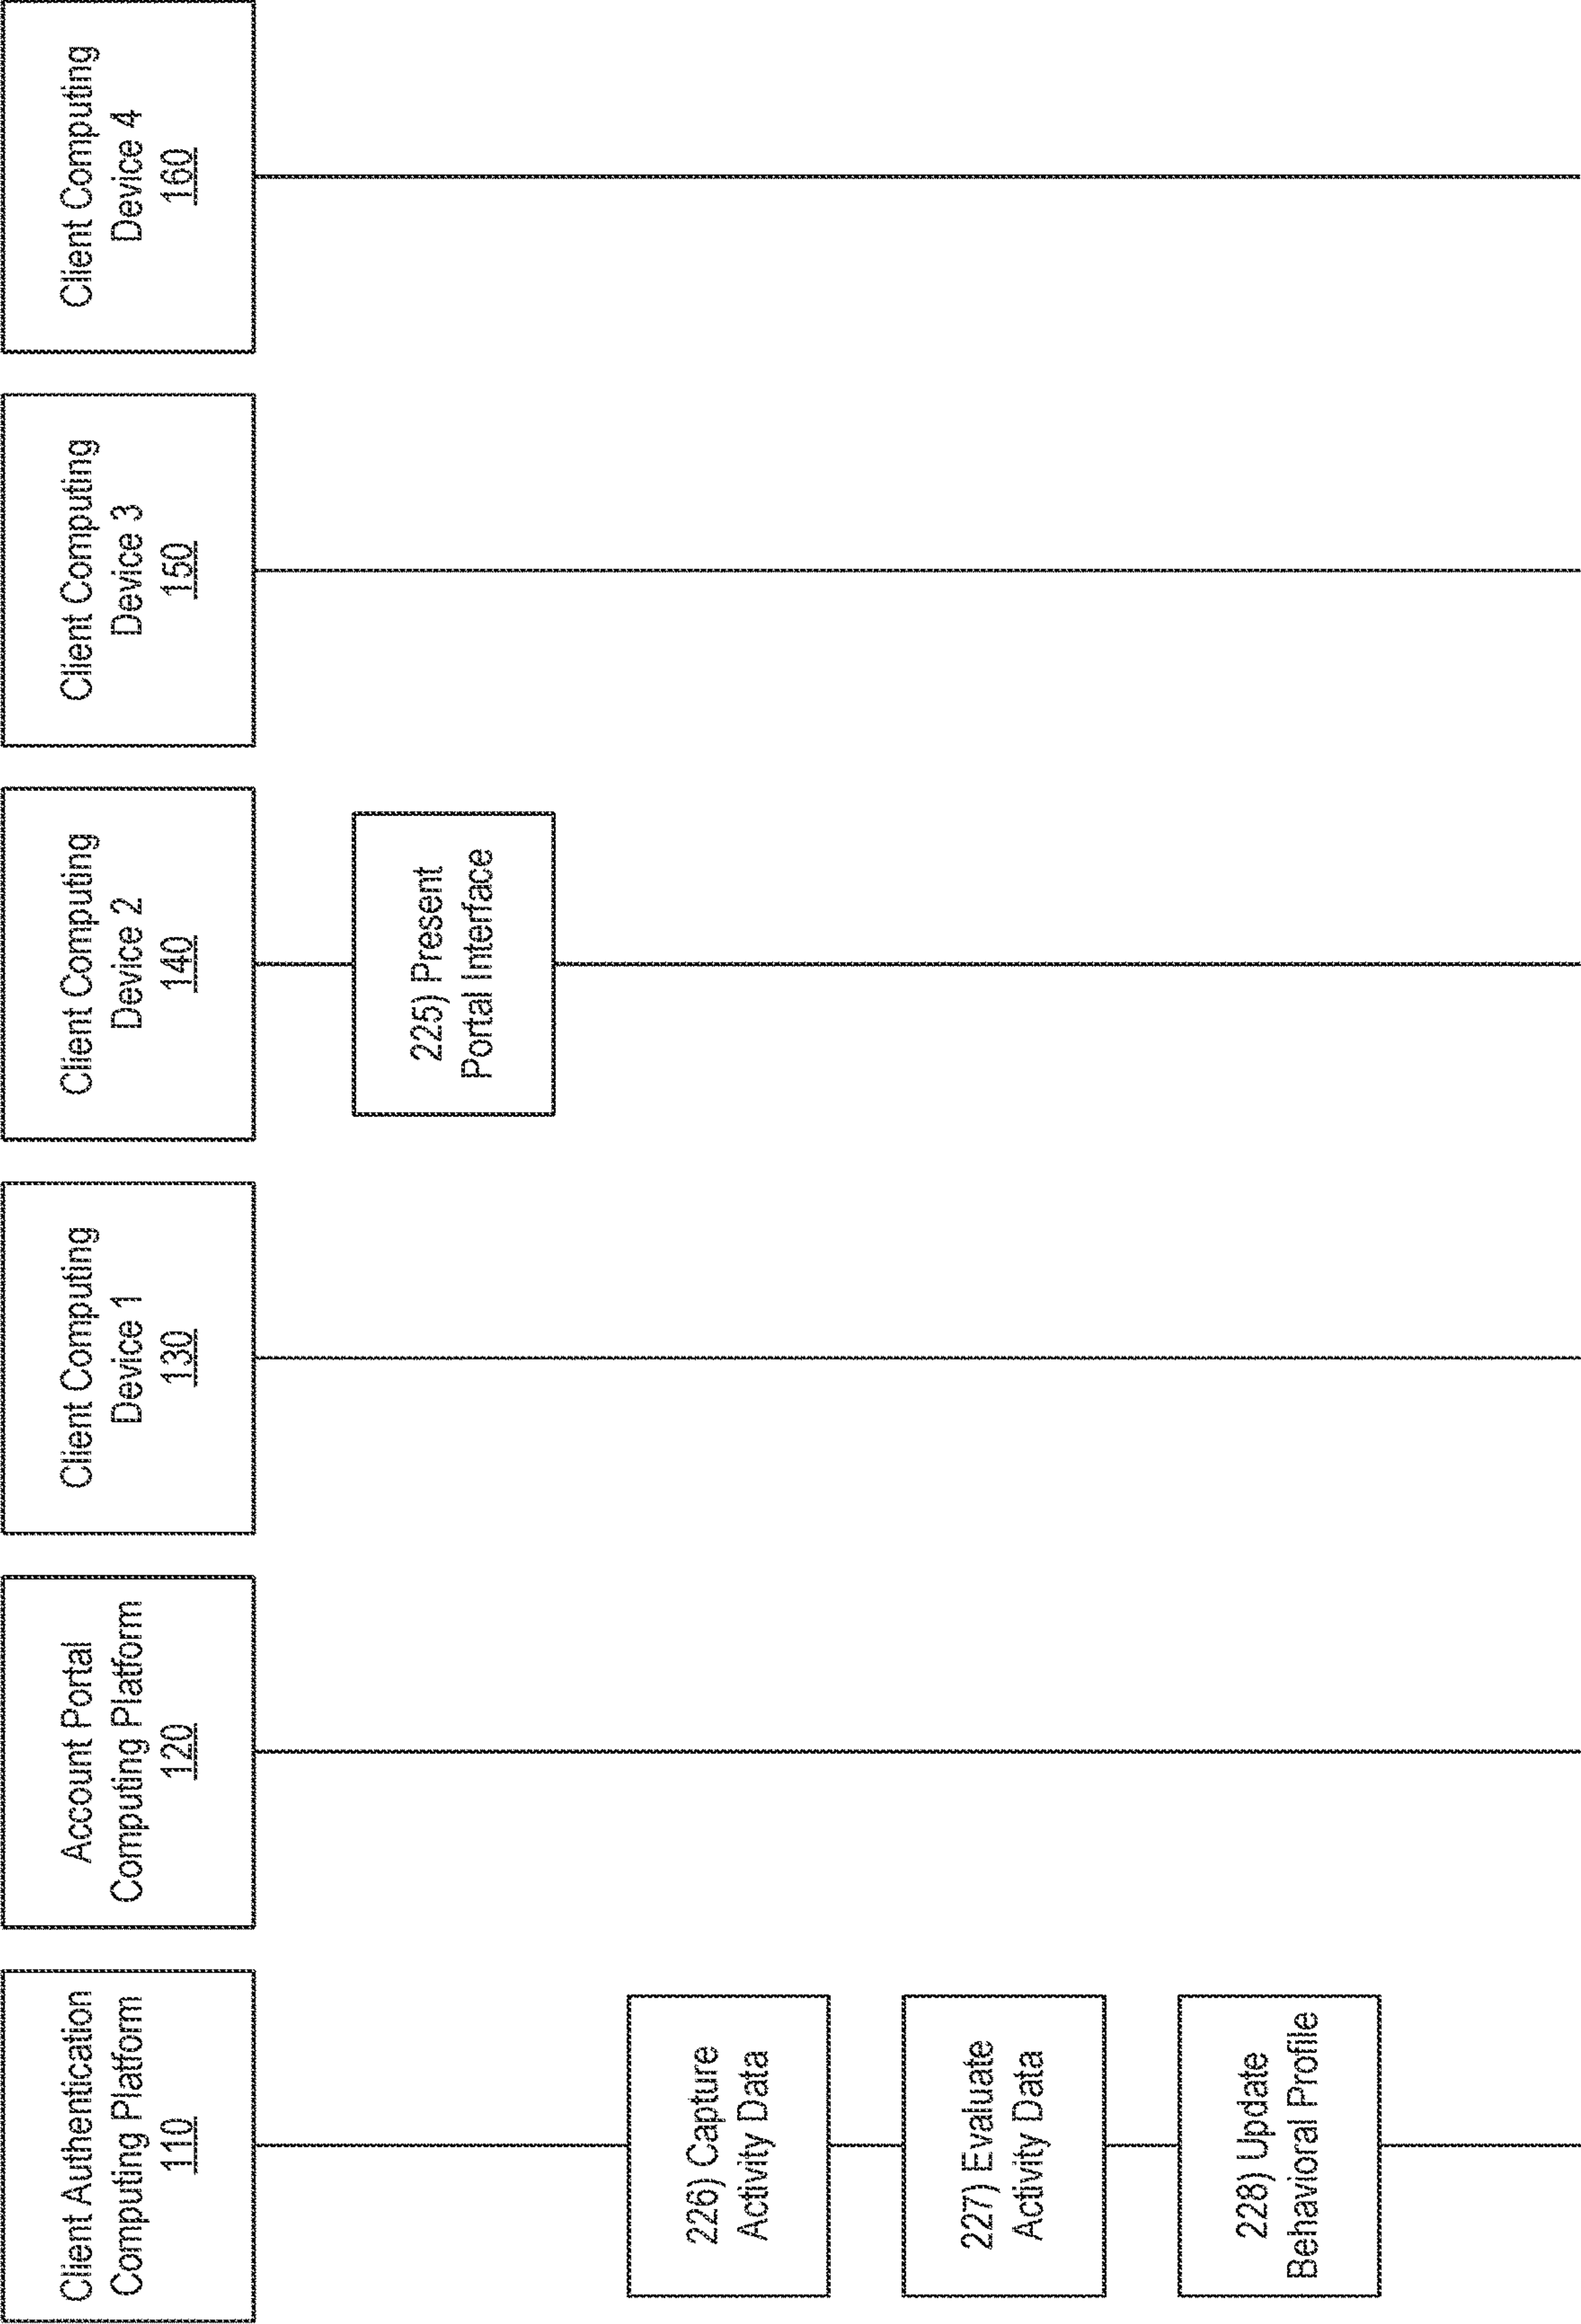 Client Authentication
Computing Platform
110
Account Portal
Computing Platform
120
Client Computing
Device 1
130
Client Computing
Device 2
140
Client Computing
Device 3
150
Client Computing
Device 4
160
225) Present
Portal Interface
226) Capture
Activity Data
227) Evaluate
Activity Data
228) Update
Behavioral Profile